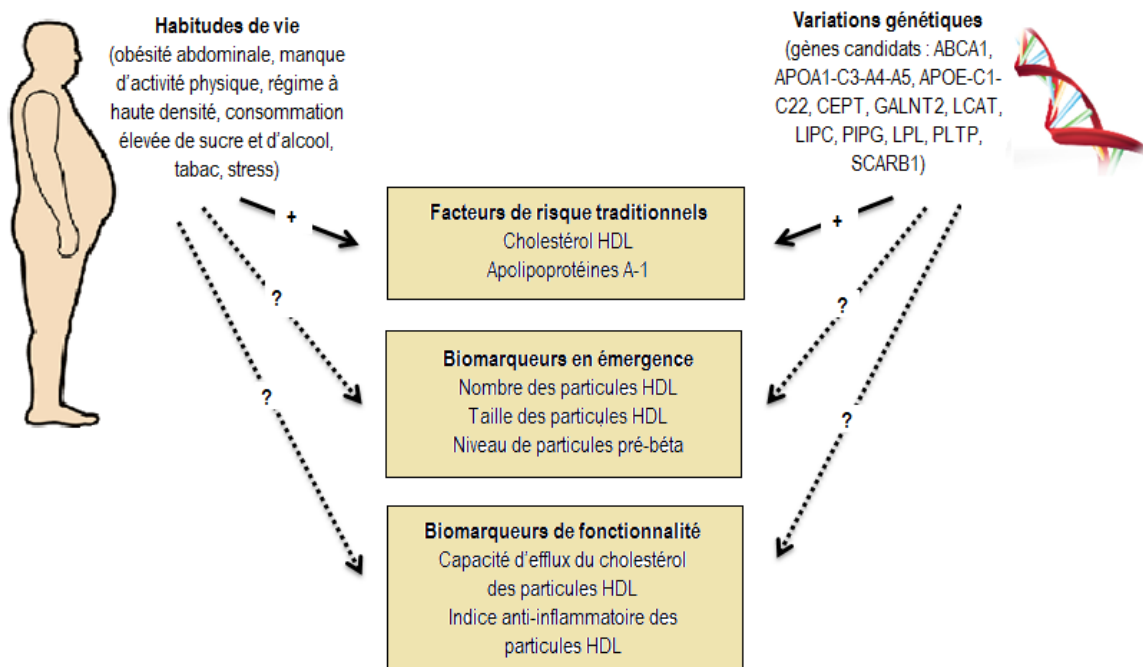 Habitudes de vie
(obésité abdominale, manque
d'activité physique, régime à
haute densité, consommation
élevée de sucre et d'alcool,
tabac, stress)
Variations génétiques
(gènes candidats : ABCA1,
APOA1-C3-A4-A5, APOE-C1-
C22, CEPT, GALNT2, LCAT,
LIPC, PIPG, LPL, PLTP,
SCARB1)
+
+
Facteurs de risque traditionnels
Cholestérol HDL
Apolipoprotéines A-1
?
?
Biomarqueurs en émergence
Nombre des particules HDL
Taille des particules HDL
Niveau de particules pré-béta
?
?
Biomarqueurs de fonctionnalité
Capacité d'efflux du cholestérol
des particules HDL
Indice anti-inflammatoire des
particules HDL